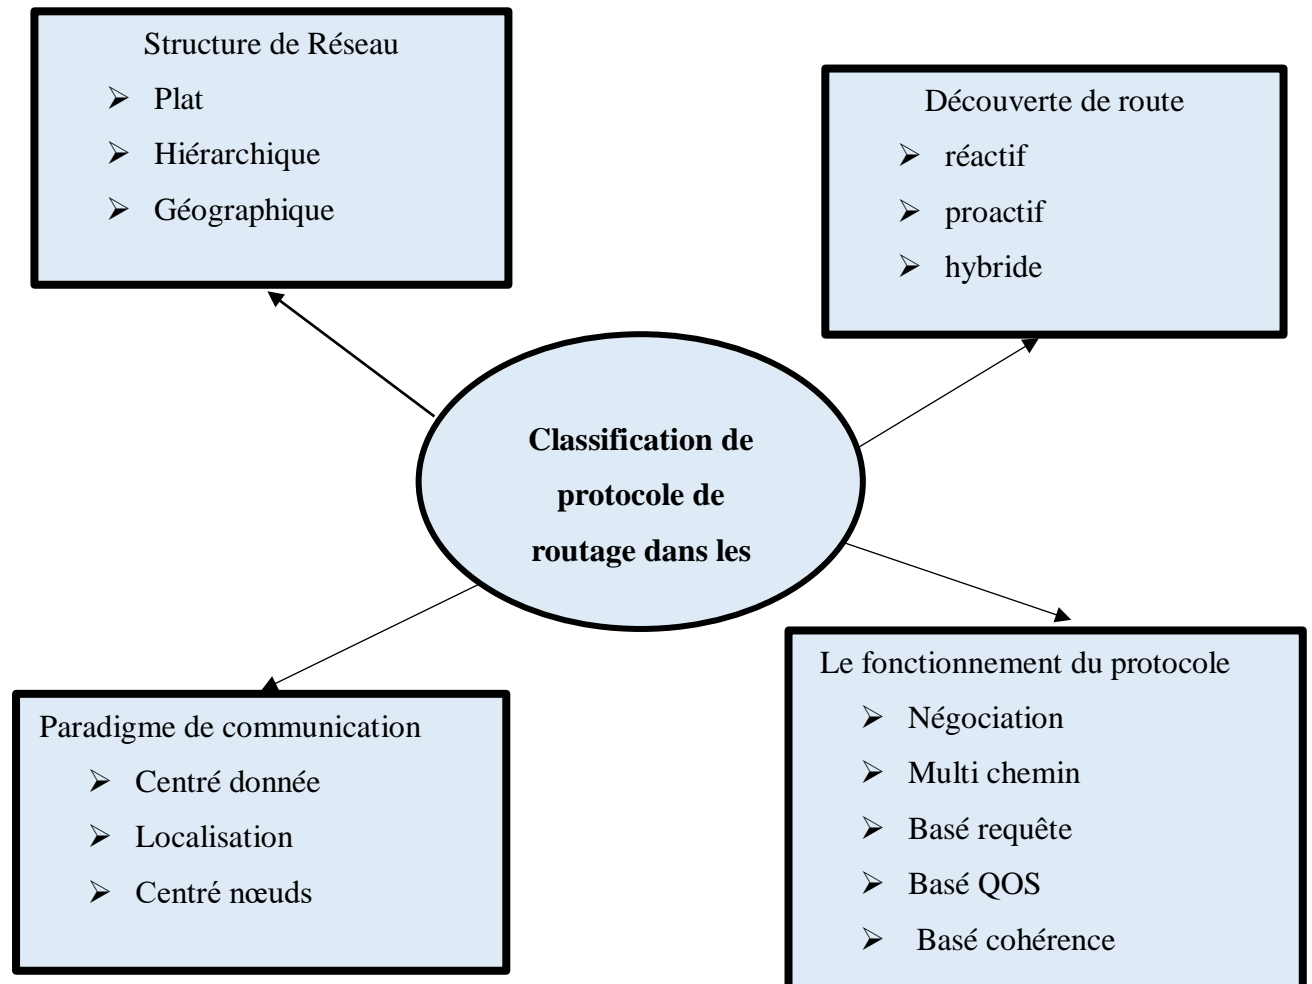 Structure de Réseau
➢ Plat
➢ Hiérarchique
➢ Géographique
Découverte de route
➢ réactif
➢ proactif
➢ hybride
Classification de
protocole de
routage dans les
Paradigme de communication
➢ Centré donnée
➢ Localisation
➢ Centré nœuds
Le fonctionnement du protocole
➢ Négociation
➢ Multi chemin
➢ Basé requête
➢ Basé QOS
➢ Basé cohérence